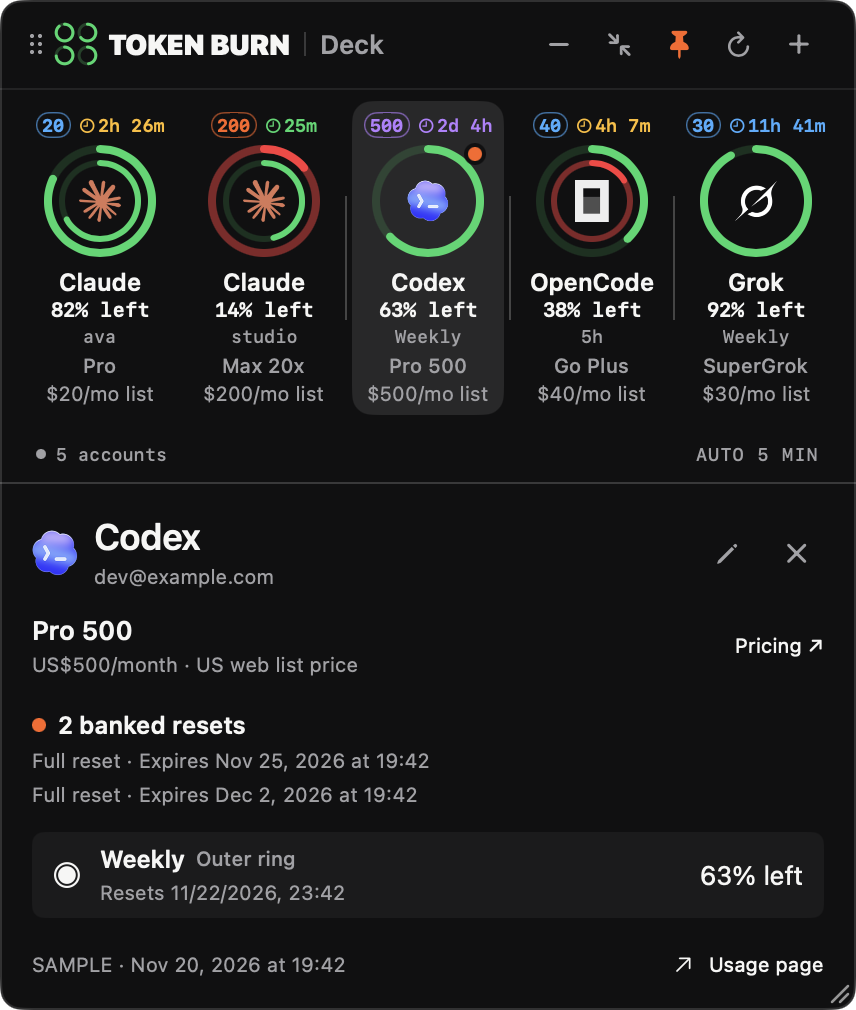 TOKEN BURN Deck
20 2h 26m
200 25m
500 2d 4h
40 4h 7m
30 11h 41m
Claude
82% left
ava
Pro
$20/mo list
Claude
14% left
studio
Max 20x
$200/mo list
Codex
63% left
Weekly
Pro 500
$500/mo list
OpenCode
38% left
5h
Go Plus
$40/mo list
Grok
92% left
Weekly
SuperGrok
$30/mo list
5 accounts
AUTO 5 MIN
Codex
dev@example.com
Pro 500
US$500/month · US web list price
Pricing
2 banked resets
Full reset · Expires Nov 25, 2026 at 19:42
Full reset · Expires Dec 2, 2026 at 19:42
Weekly Outer ring
Resets 11/22/2026, 23:42
63% left
SAMPLE · Nov 20, 2026 at 19:42
Usage page